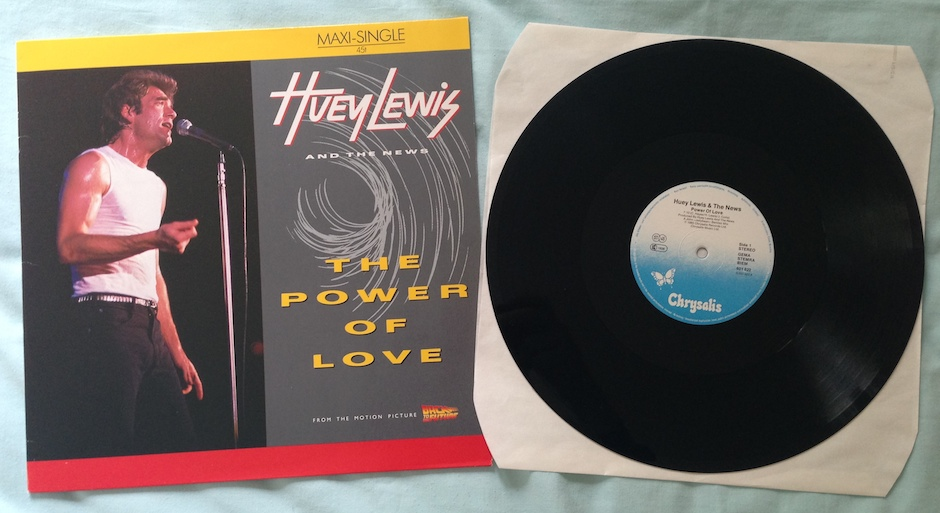 MAXI-SINGLE
45t
HUEY LEWIS
AND THE NEWS
THE
POWER
OF
LOVE
FROM THE MOTION PICTURE BACK TO THE FUTURE
Huey Lewis & The News
Power Of Love
Side 1
STEREO
GEMA
STEMRA
BIEM
Chrysalis